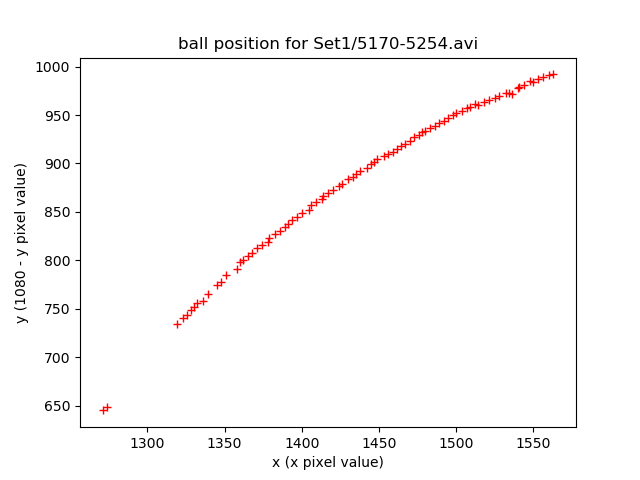 ball position for Set1/5170-5254.avi
1000
950
900
850
800
750
700
650
y (1080 - y pixel value)
1300 1350 1400 1450 1500 1550
x (x pixel value)